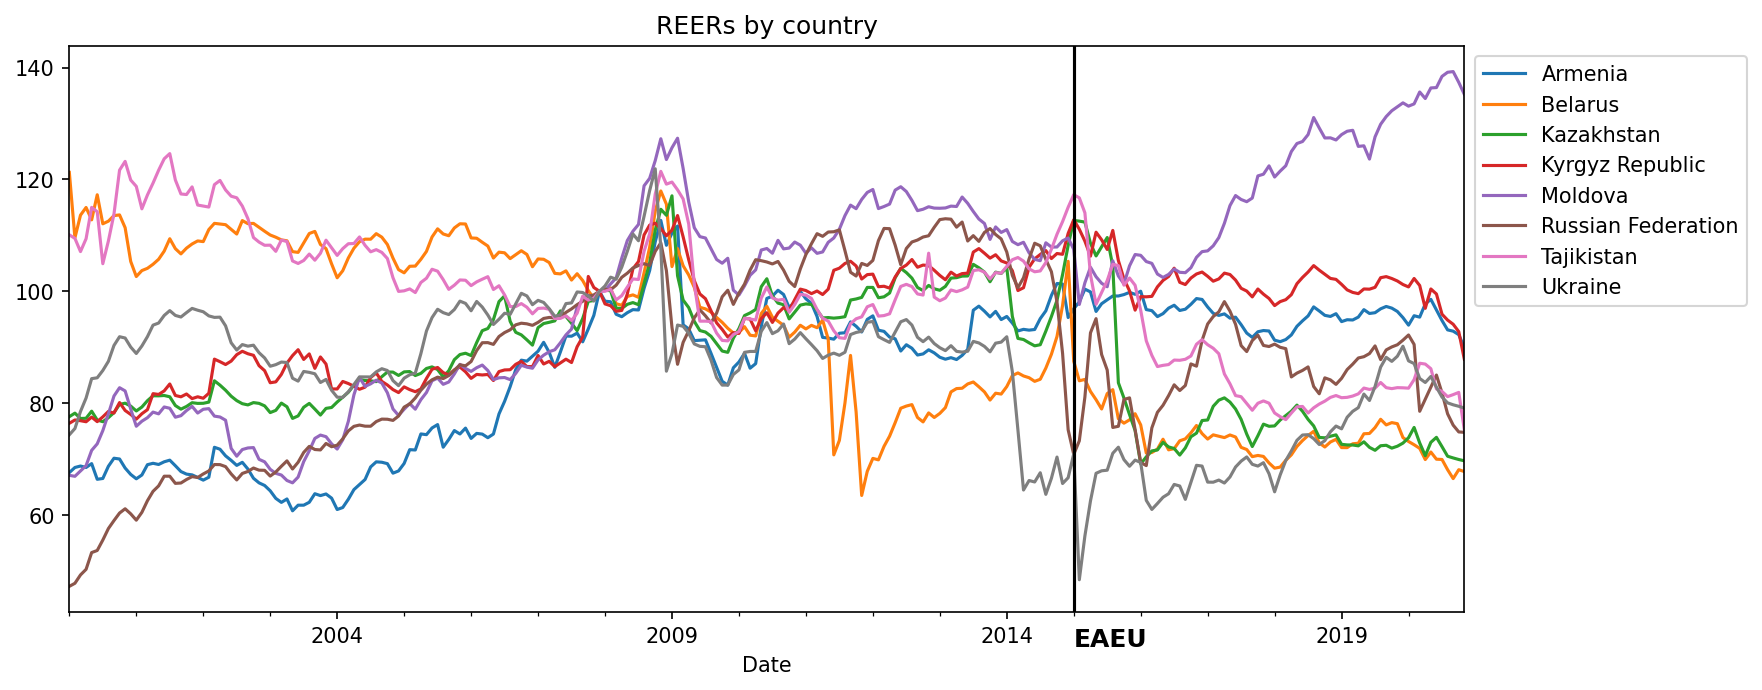 REERs by country
140
120
100
80
60
2004
2009
2014
2019
EAEU
Date
Armenia
Belarus
Kazakhstan
Kyrgyz Republic
Moldova
Russian Federation
Tajikistan
Ukraine